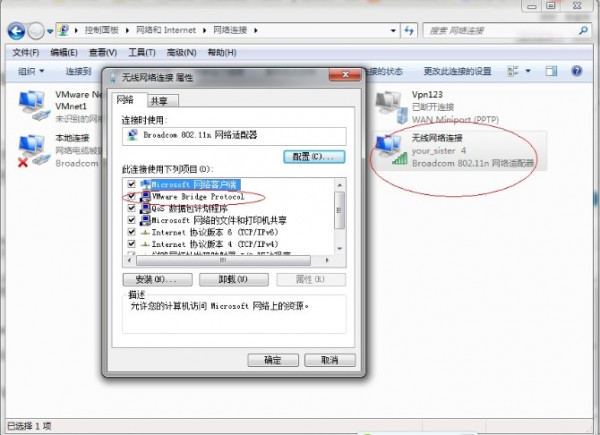 控制面板 ▸ 网络和 Internet ▸ 网络连接 ▸
搜索 网络连接
文件(F) 编辑(E) 查看(V) 工具(T) 高级(N) 帮助(H)
组织 连接到
接的状态 更改此连接的设置
VMware Ne
VMnet1
未识别的网
本地连接
网络电缆被
Broadcom
无线网络连接 属性
网络 共享
连接时使用:
Broadcom 802.11n 网络适配器
配置(C)...
此连接使用下列项目(O):
Microsoft 网络客户端
VMware Bridge Protocol
QoS 数据包计划程序
Microsoft 网络的文件和打印机共享
Internet 协议版本 6 (TCP/IPv6)
Internet 协议版本 4 (TCP/IPv4)
安装(N)... 卸载(U) 属性(R)
描述
允许您的计算机访问 Microsoft 网络上的资源。
确定 取消
Vpn123
已断开连接
WAN Miniport (PPTP)
无线网络连接
your_sister 4
Broadcom 802.11n 网络适配器
已选择 1 项